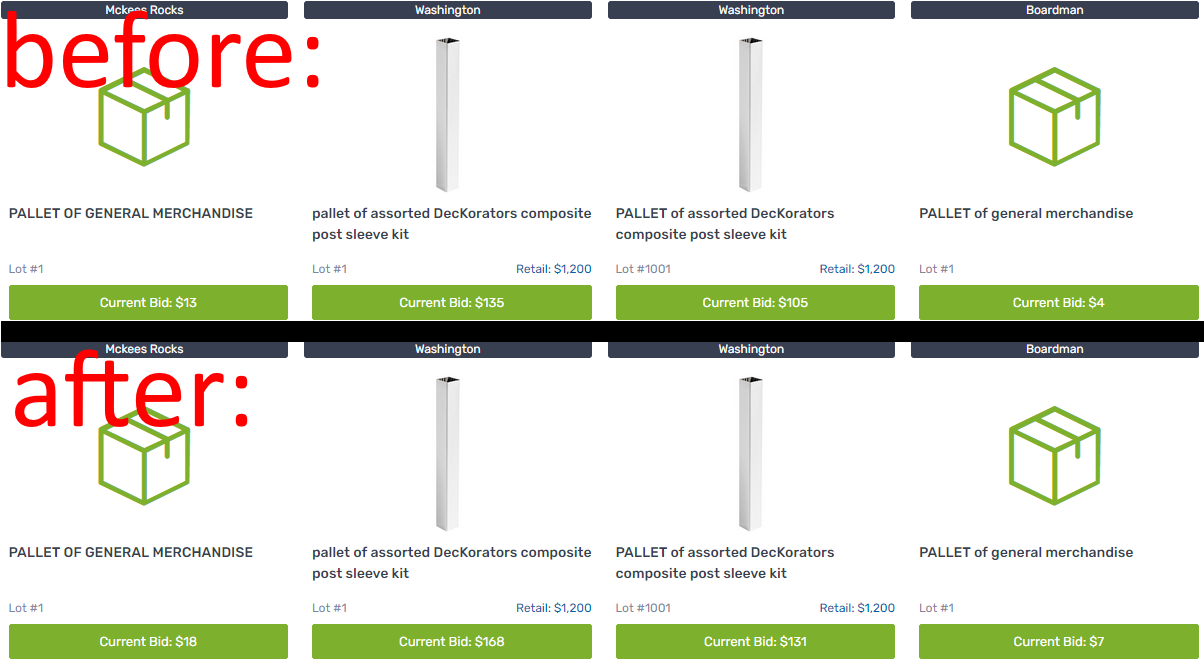 before:
Mckees Rocks
Washington
Washington
Boardman
PALLET OF GENERAL MERCHANDISE
pallet of assorted DecKorators composite
post sleeve kit
PALLET of assorted DecKorators
composite post sleeve kit
PALLET of general merchandise
Lot #1
Lot #1
Retail: $1,200
Lot #1001
Retail: $1,200
Lot #1
Current Bid: $13
Current Bid: $135
Current Bid: $105
Current Bid: $4
after:
Mckees Rocks
Washington
Washington
Boardman
PALLET OF GENERAL MERCHANDISE
pallet of assorted DecKorators composite
post sleeve kit
PALLET of assorted DecKorators
composite post sleeve kit
PALLET of general merchandise
Lot #1
Lot #1
Retail: $1,200
Lot #1001
Retail: $1,200
Lot #1
Current Bid: $18
Current Bid: $168
Current Bid: $131
Current Bid: $7